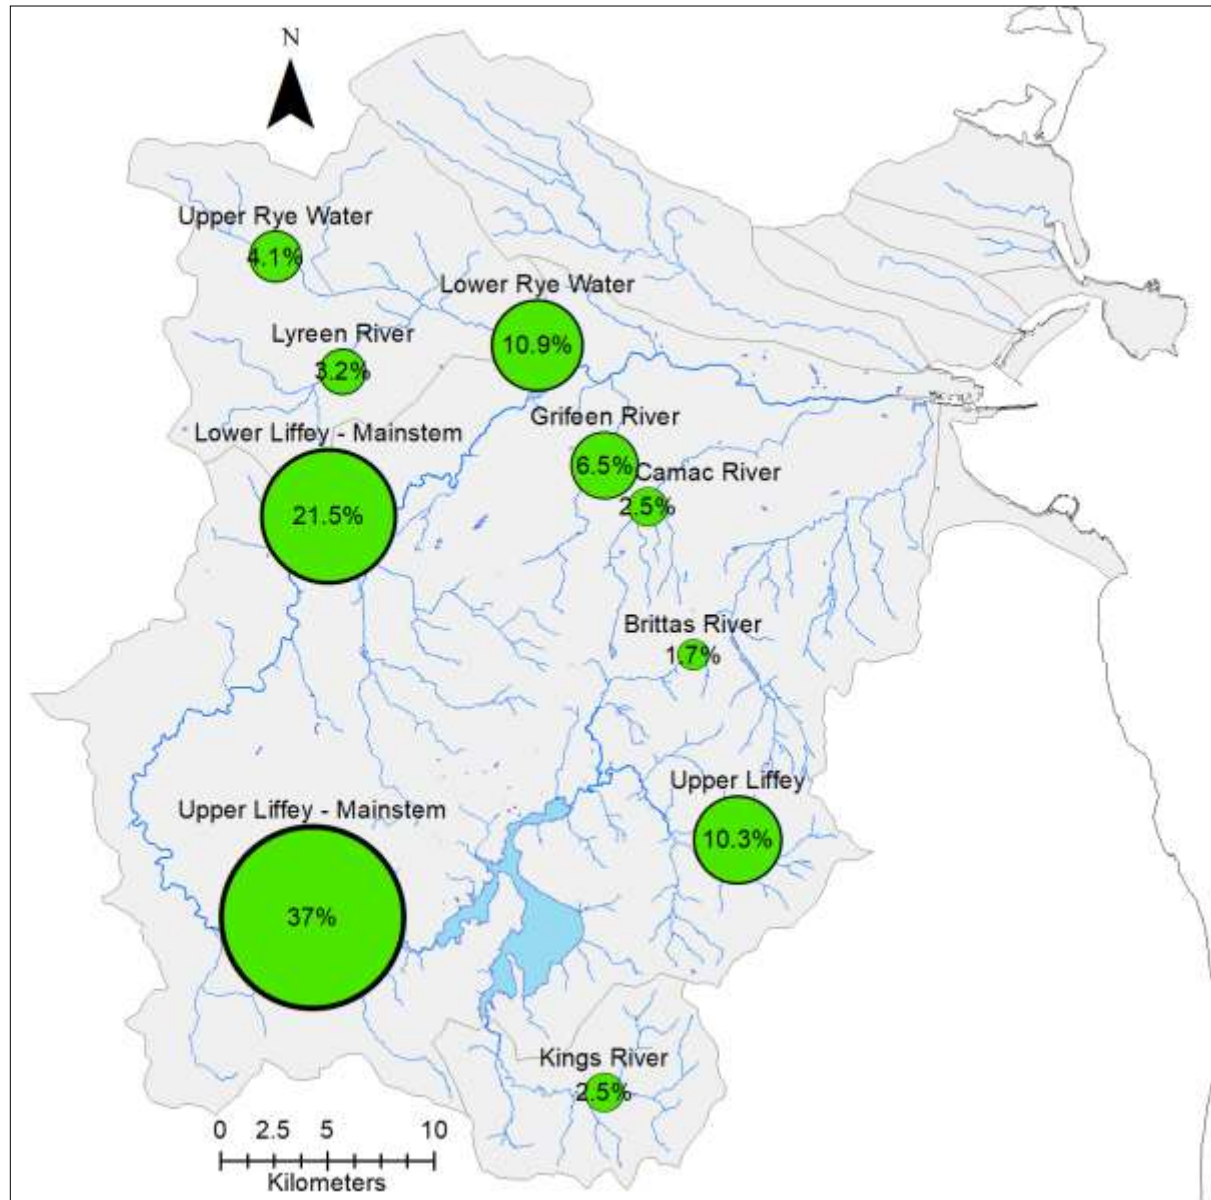 N
Upper Rye Water
4.1%
Lower Rye Water
10.9%
Lyreen River
3.2%
Grifeen River
6.5%
Lower Liffey - Mainstem
21.5%
Camac River
2.5%
Brittas River
1.7%
Upper Liffey
10.3%
Upper Liffey - Mainstem
37%
Kings River
2.5%
0 2.5 5 10
Kilometers